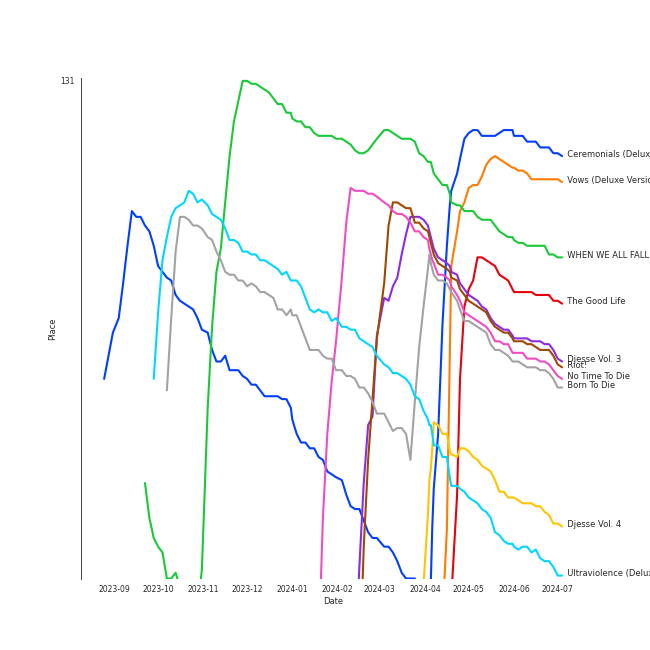 131
Ceremonials (Delux
Vows (Deluxe Versio
WHEN WE ALL FALL
The Good Life
Place
Djesse Vol. 3
Riot!
No Time To Die
Born To Die
Djesse Vol. 4
Ultraviolence (Delu
2023-09 2023-10 2023-11 2023-12 2024-01 2024-02 2024-03 2024-04 2024-05 2024-06 2024-07
Date